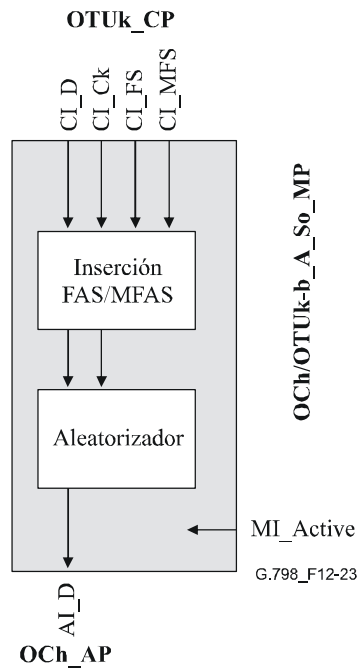 OTUk_CP
CI_D
CI_Ck
CI_FS
CI_MFS
Inserción
FAS/MFAS
Aleatorizador
OCh/OTUk-b_A_So_MP
MI_Active
G.798_F12-23
AI_D
OCh_AP